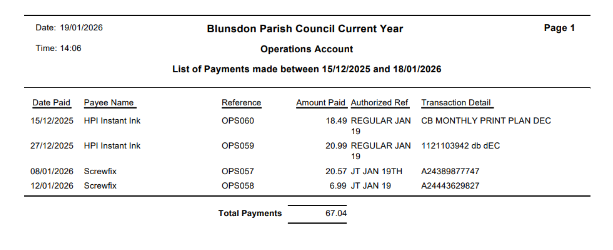 Date: 19/01/2026 Blunsdon Parish Council Current Year Page 1
Time: 14:06 Operations Account
List of Payments made between 15/12/2025 and 18/01/2026
Date Paid Payee Name Reference Amount Paid Authorized Ref Transaction Detail
15/12/2025 HPI Instant Ink OPS060 18.49 REGULAR JAN CB MONTHLY PRINT PLAN DEC
19
27/12/2025 HPI Instant Ink OPS059 20.99 REGULAR JAN 1121103942 db dEC
19
08/01/2026 Screwfix OPS057 20.57 JT JAN 19TH A24389877747
12/01/2026 Screwfix OPS058 6.99 JT JAN 19 A24443629827
Total Payments 67.04